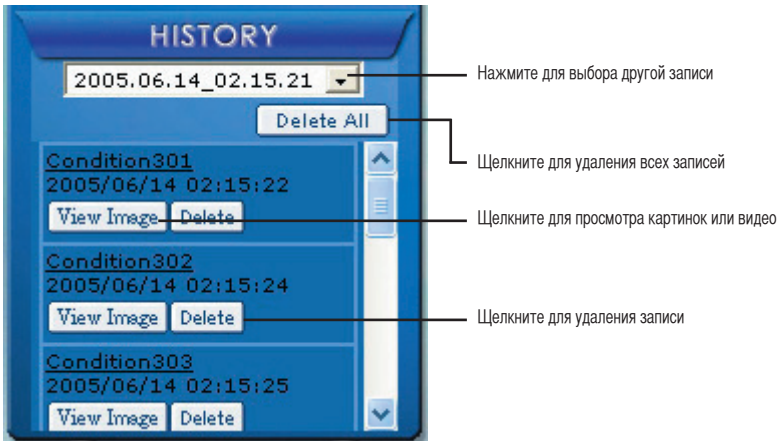 HISTORY
2005.06.14_02.15.21
Нажмите для выбора другой записи
Delete All
Щелкните для удаления всех записей
Condition301
2005/06/14 02:15:22
View Image Delete
Щелкните для просмотра картинок или видео
Condition302
2005/06/14 02:15:24
View Image Delete
Щелкните для удаления записи
Condition303
2005/06/14 02:15:25
View Image Delete